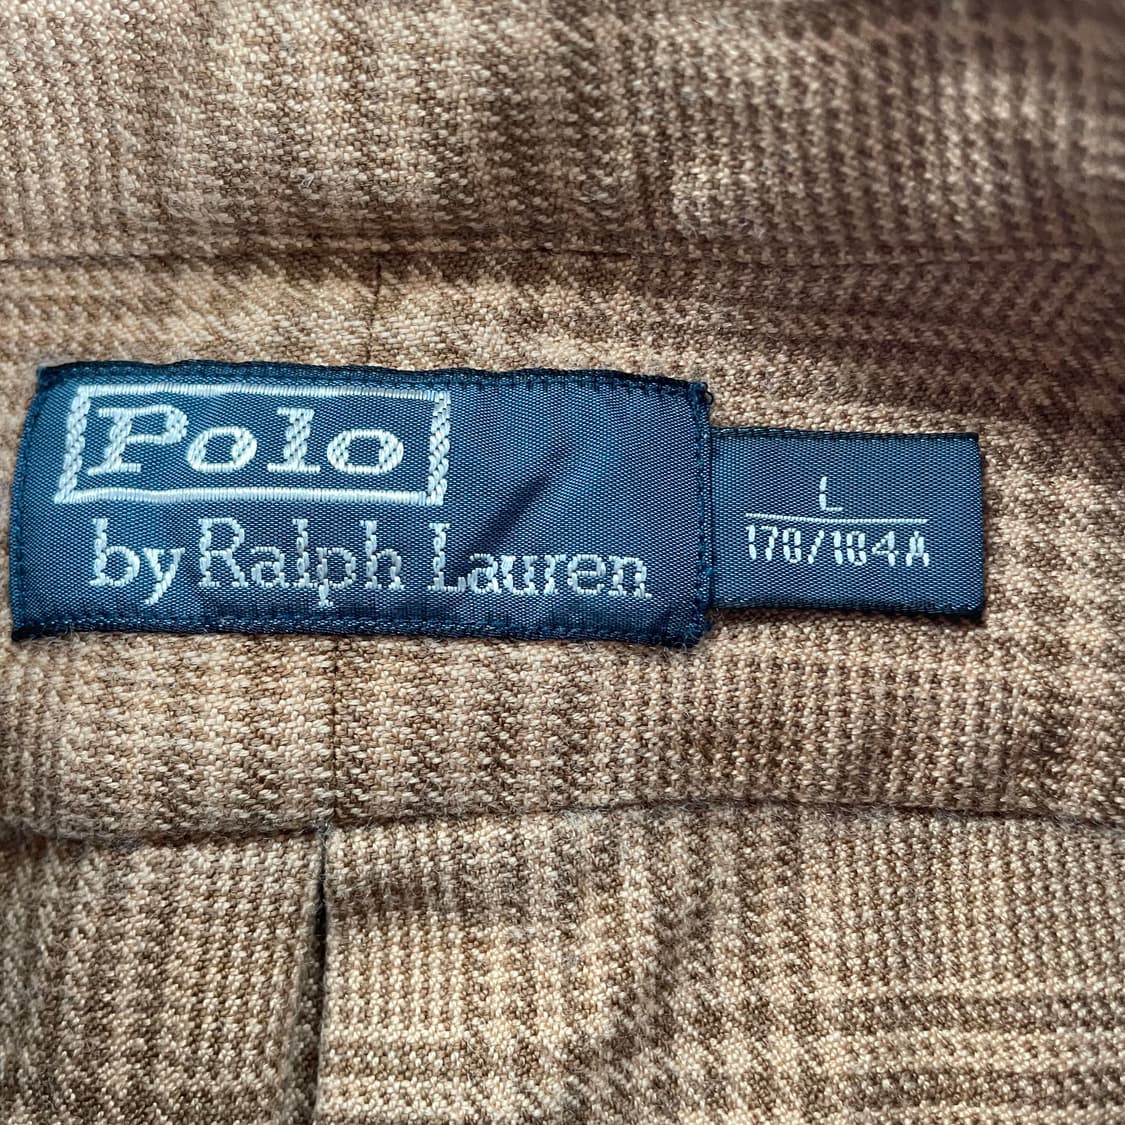 Polo
by Ralph Lauren
L
170/104A